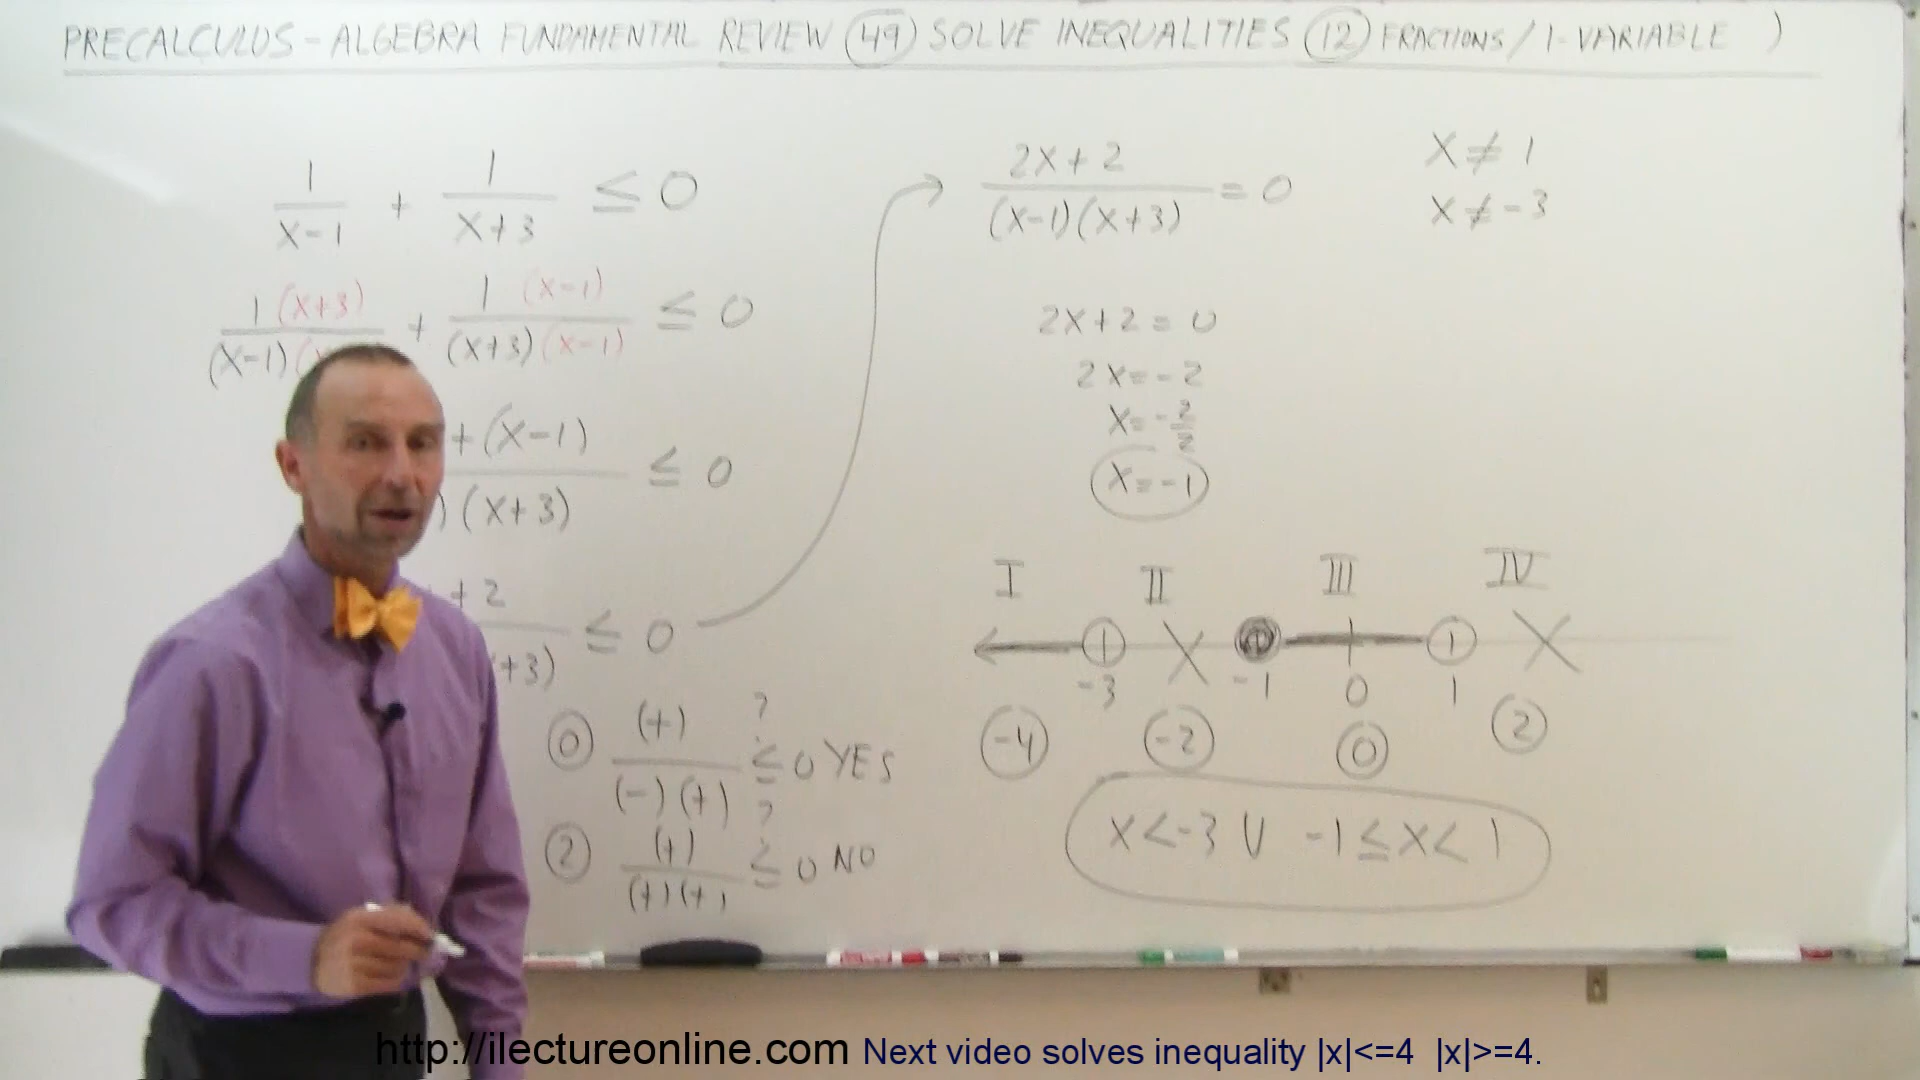 PRECALCULUS - ALGEBRA FUNDAMENTAL REVIEW (49) SOLVE INEQUALITIES (12) FRACTIONS / 1-VARIABLE )
1/(X-1) + 1/(X+3) ≤ 0
1(X+3)/(X-1)( + 1(X-1)/(X+3)(X-1) ≤ 0
+(X-1) / )(X+3) ≤ 0
+ 2 / +3) ≤ 0
(0) (+)/(-)(+) ≤ 0 YES
?
(2) (+)/(+)(+) ≤ 0 NO
?
(2X+2)/((X-1)(X+3)) = 0
X ≠ 1
X ≠ -3
2X+2 = 0
2X = -2
X = -2/2
X = -1
I II III IV
-3 -1 0 1
-4 -2 0 2
X < -3 U -1 ≤ X < 1
http://ilectureonline.com Next video solves inequality |x|<=4 |x|>=4.